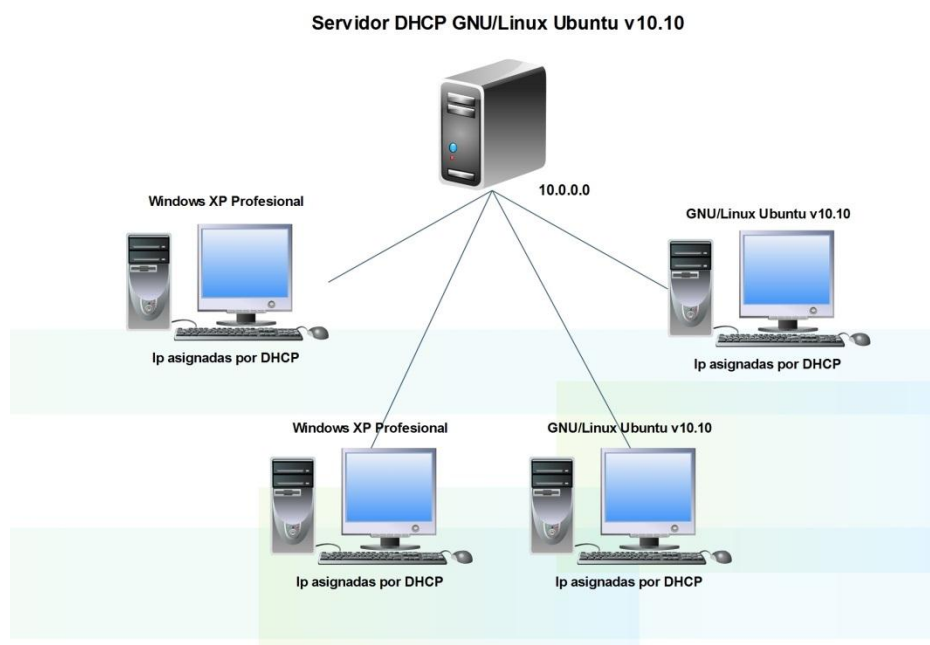 Servidor DHCP GNU/Linux Ubuntu v10.10
10.0.0.0
Windows XP Profesional
GNU/Linux Ubuntu v10.10
Ip asignadas por DHCP
Ip asignadas por DHCP
Windows XP Profesional
GNU/Linux Ubuntu v10.10
Ip asignadas por DHCP
Ip asignadas por DHCP